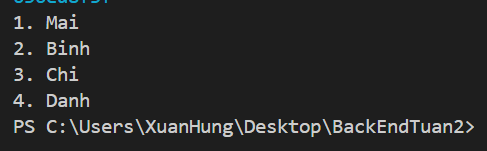 1. Mai
2. Binh
3. Chi
4. Danh
PS C:\Users\XuanHung\Desktop\BackEndTuan2>